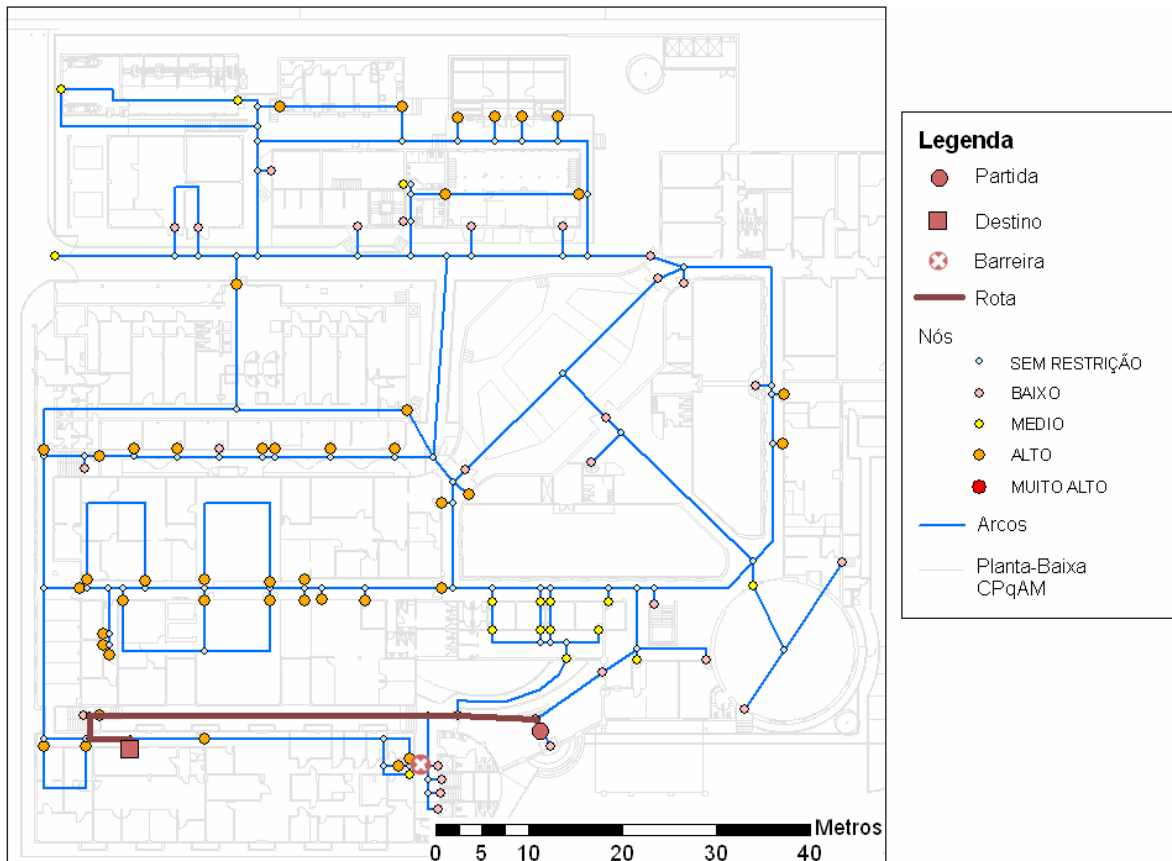 Legenda
Partida
Destino
Barreira
Rota
Nós
SEM RESTRIÇÃO
BAIXO
MEDIO
ALTO
MUITO ALTO
Arcos
Planta-Baixa
CPqAM
Metros
0 5 10 20 30 40